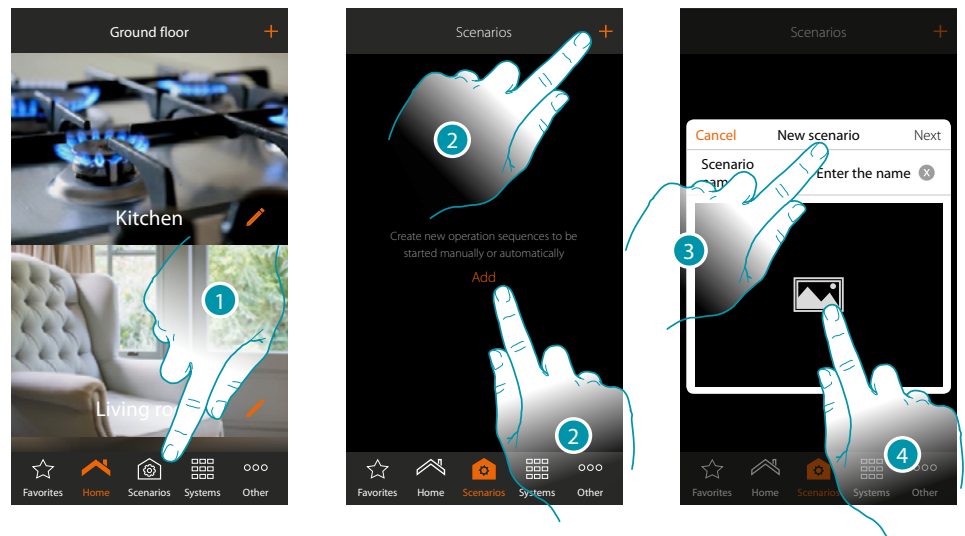 Ground floor +
Kitchen
1
Living ro
Favorites Home Scenarios Systems Other
Scenarios +
2
Create new operation sequences to be
started manually or automatically
Add
2
Favorites Home Scenarios Systems Other
Scenarios +
Cancel New scenario Next
Scenario
Enter the name X
3
4
Favorites Home Scenarios Systems Other